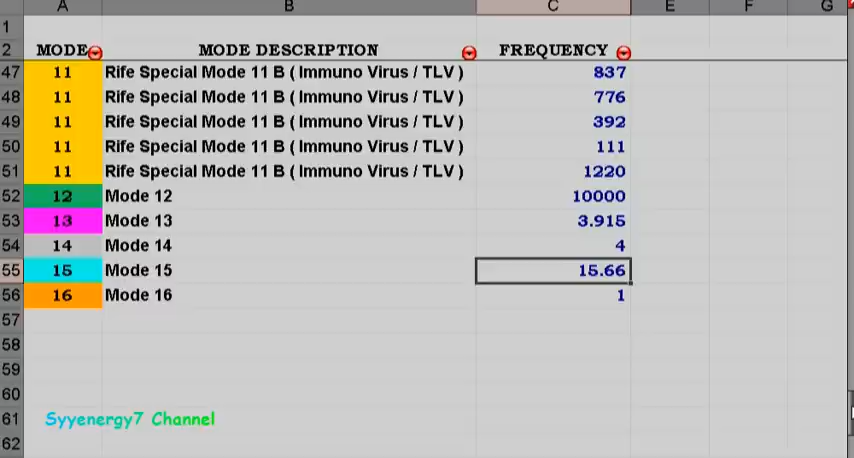 A B C E F G
1
2 MODE MODE DESCRIPTION FREQUENCY
47 11 Rife Special Mode 11 B ( Immuno Virus / TLV ) 837
48 11 Rife Special Mode 11 B ( Immuno Virus / TLV ) 776
49 11 Rife Special Mode 11 B ( Immuno Virus / TLV ) 392
50 11 Rife Special Mode 11 B ( Immuno Virus / TLV ) 111
51 11 Rife Special Mode 11 B ( Immuno Virus / TLV ) 1220
52 12 Mode 12 10000
53 13 Mode 13 3.915
54 14 Mode 14 4
55 15 Mode 15 15.66
56 16 Mode 16 1
57
58
59
60
61 Syyenergy7 Channel
62